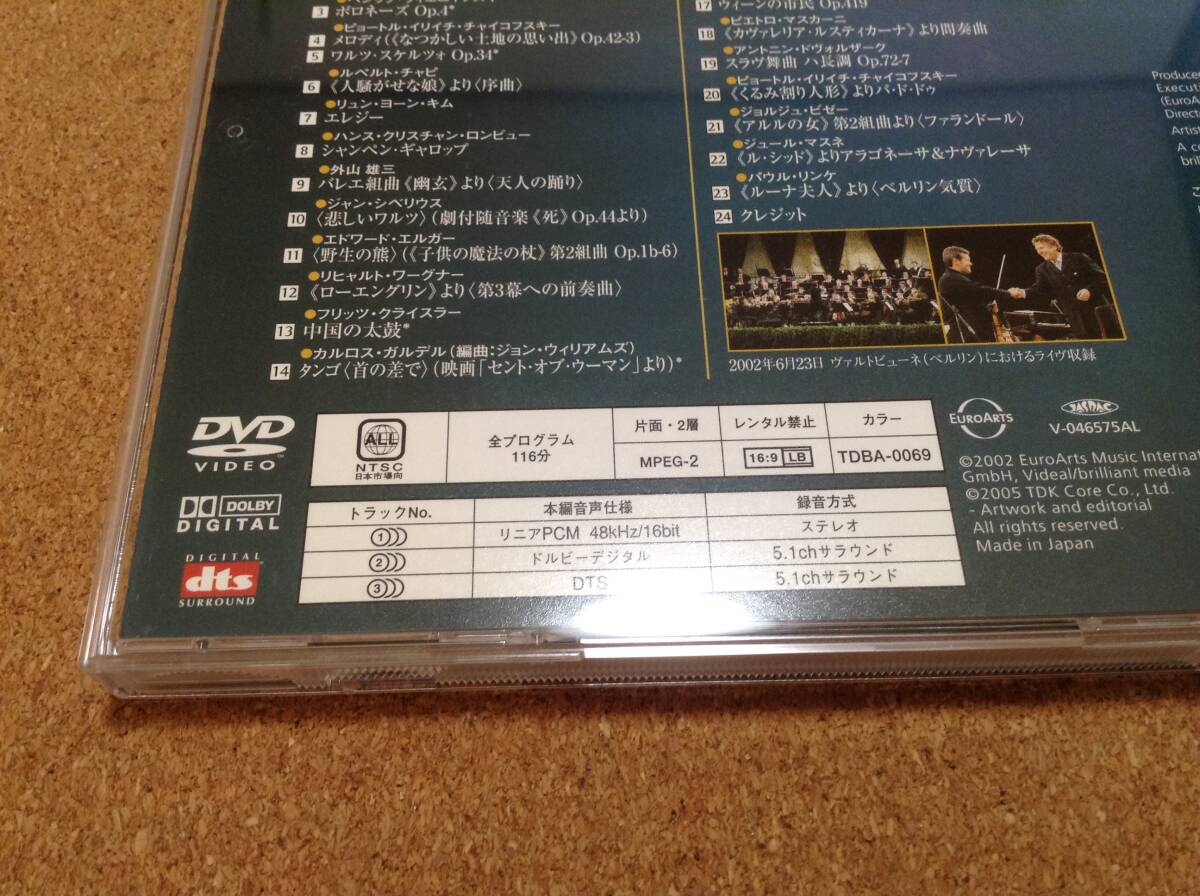 3 ポロネーズ Op.4*
●ピョートル・イリイチ・チャイコフスキー
4 メロディ(《なつかしい土地の思い出》Op.42-3)
5 ワルツ・スケルツォ Op.34*
●ルペルト・チャピ
6 《人騒がせな娘》より〈序曲〉
●リュン・ヨーン・キム
7 エレジー
●ハンス・クリスチャン・ロンビュー
8 シャンペン・ギャロップ
●外山 雄三
9 バレエ組曲《幽玄》より〈天人の踊り〉
●ジャン・シベリウス
10 〈悲しいワルツ〉(劇付随音楽《死》Op.44より)
●エドワード・エルガー
11 〈野生の熊〉(《子供の魔法の杖》第2組曲 Op.1b-6)
●リヒャルト・ワーグナー
12 《ローエングリン》より〈第3幕への前奏曲〉
●フリッツ・クライスラー
13 中国の太鼓*
●カルロス・ガルデル(編曲:ジョン・ウィリアムズ)
14 タンゴ〈首の差で〉(映画「セント・オブ・ウーマン」より)*
17 ウィーンの市民 Op.419
●ピエトロ・マスカーニ
18 《カヴァレリア・ルスティカーナ》より間奏曲
●アントニン・ドヴォルザーク
19 スラヴ舞曲 ハ長調 Op.72-7
●ピョートル・イリイチ・チャイコフスキー
20 《くるみ割り人形》よりパ・ド・ドゥ
●ジョルジュ・ビゼー
21 《アルルの女》第2組曲より〈ファランドール〉
●ジュール・マスネ
22 《ル・シッド》よりアラゴネーサ&ナヴァレーサ
●パウル・リンケ
23 《ルーナ夫人》より〈ベルリン気質〉
24 クレジット
2002年6月23日 ヴァルトビューネ(ベルリン)におけるライヴ収録
Produced
Executi
(EuroA
Direct
Artis
A co
bril
DVD
VIDEO
ALL
NTSC
日本市場向
全プログラム
116分
片面・2層
MPEG-2
レンタル禁止
16:9 LB
カラー
TDBA-0069
EUROARTS
JASRAC
V-046575AL
DOLBY
DIGITAL
DIGITAL
dts
SURROUND
トラックNo.
本編音声仕様
録音方式
1
リニアPCM 48kHz/16bit
ステレオ
2
ドルビーデジタル
5.1chサラウンド
3
DTS
5.1chサラウンド
©2002 EuroArts Music Internat
GmbH, Videal/brilliant media
©2005 TDK Core Co., Ltd.
- Artwork and editorial
All rights reserved.
Made in Japan